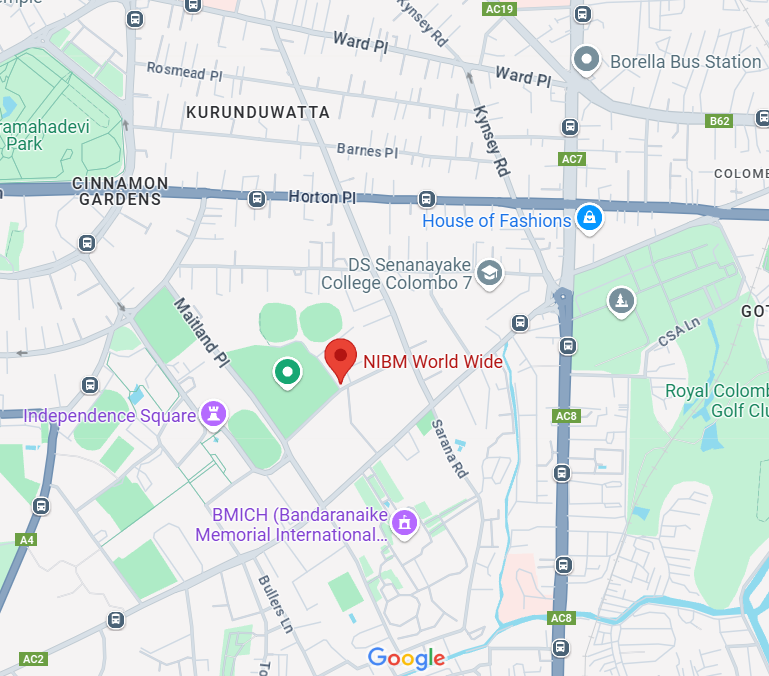 AC19
Kynsey Rd
Ward Pl
Ward Pl
Borella Bus Station
Rosmead Pl
KURUNDUWATTA
Kynsey Rd
B62
ramahadevi
Park
Barnes Pl
AC7
COLOMB
CINNAMON
GARDENS
Horton Pl
House of Fashions
DS Senanayake
College Colombo 7
Maitland Pl
GOT
CSA Ln
NIBM World Wide
Independence Square
Royal Colomb
Golf Clu
AC8
Sarana Rd
BMICH (Bandaranaike
Memorial International...
A4
Bullers Ln
AC8
AC2
Google